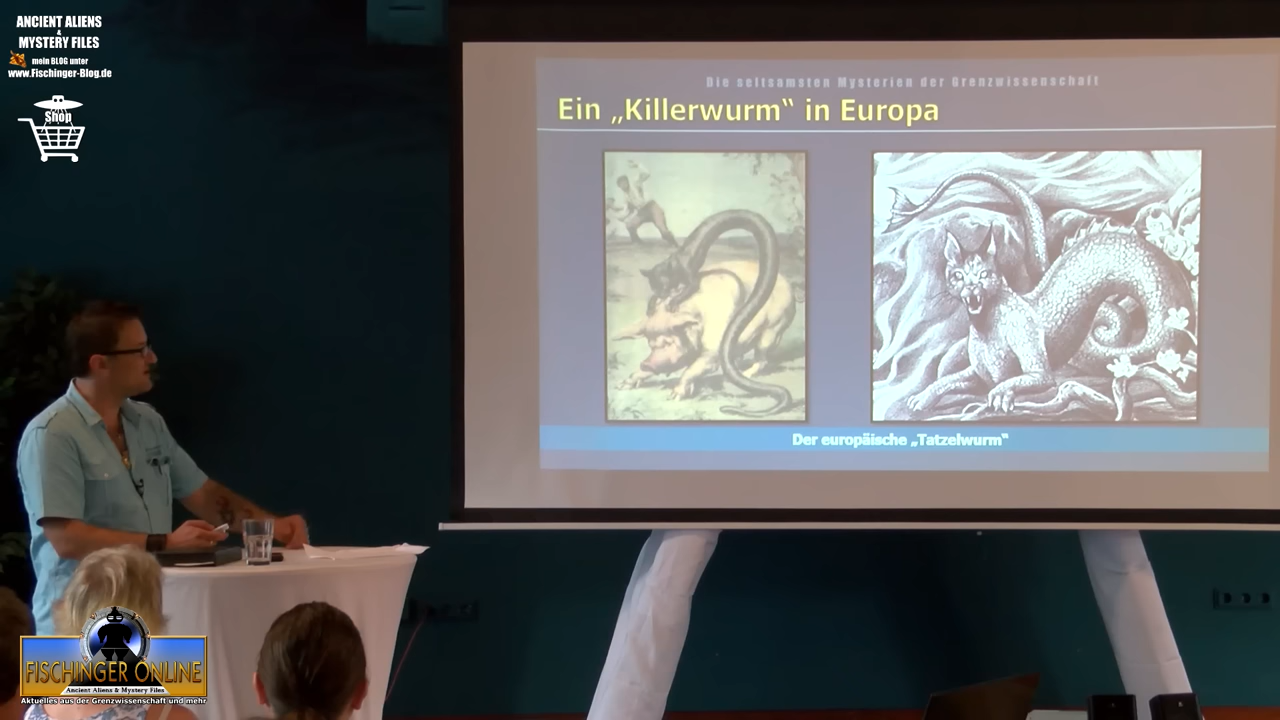 ANCIENT ALIENS
&
MYSTERY FILES
mein BLOG unter
www.Fischinger-Blog.de
Shop
Die seltsamsten Mysterien der Grenzwissenschaft
Ein „Killerwurm“ in Europa
Der europäische „Tatzelwurm“
FISCHINGER ONLINE
Ancient Aliens & Mystery Files
Aktuelles aus der Grenzwissenschaft und mehr